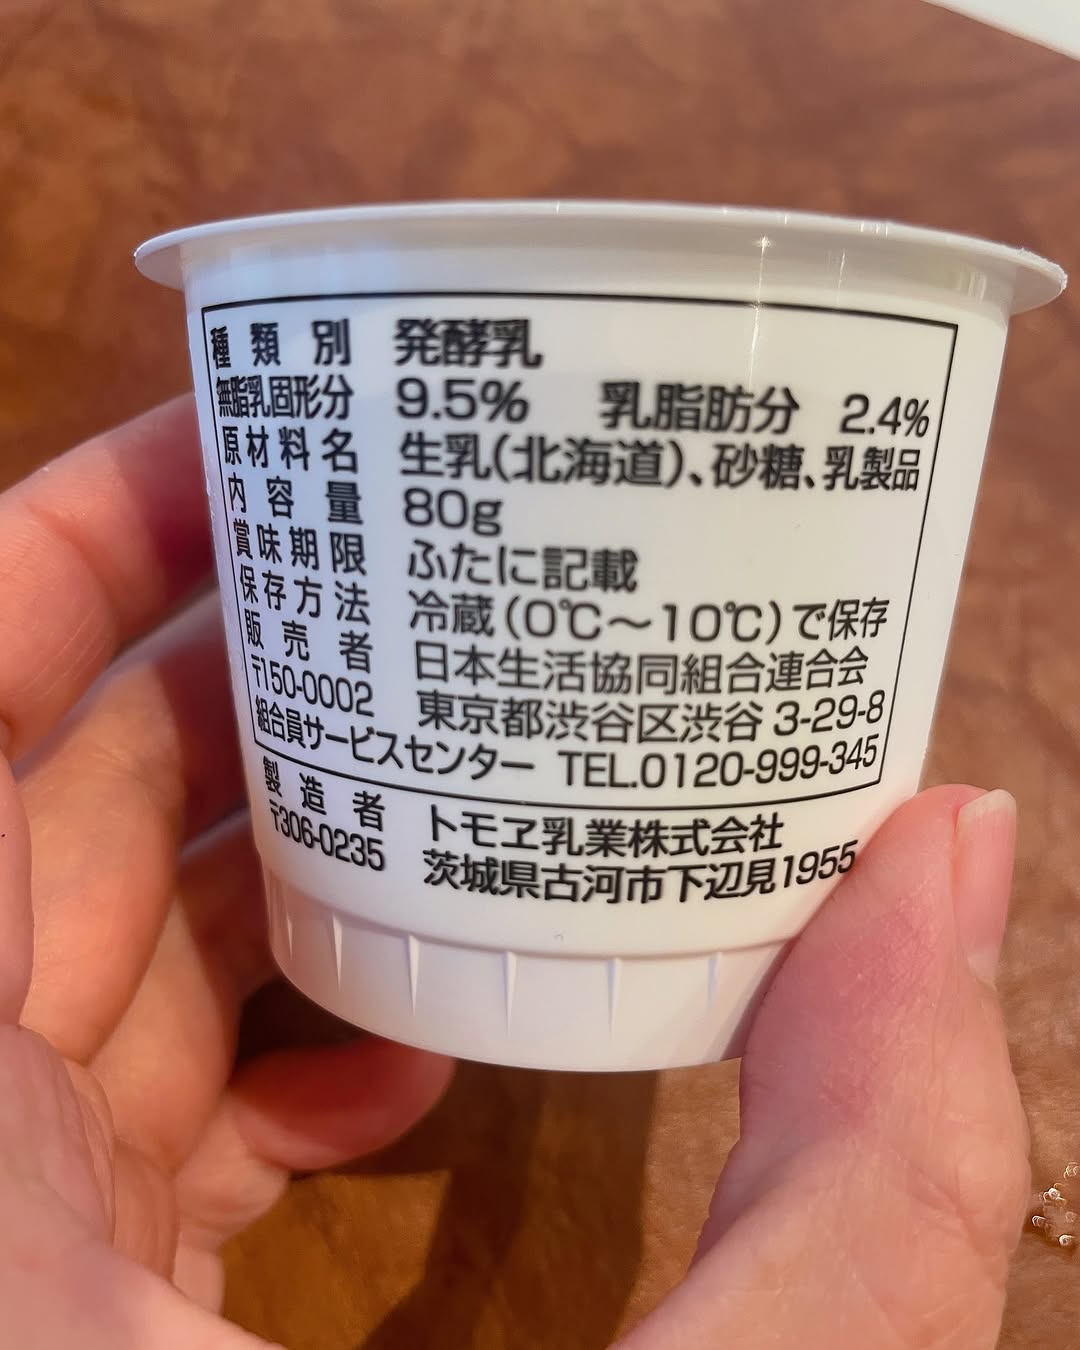 種類別 発酵乳
無脂乳固形分 9.5% 乳脂肪分 2.4%
原材料名 生乳(北海道)、砂糖、乳製品
内容量 80g
賞味期限 ふたに記載
保存方法 冷蔵(0℃〜10℃)で保存
販売者 日本生活協同組合連合会
〒150-0002 東京都渋谷区渋谷 3-29-8
組合員サービスセンター TEL.0120-999-345
製造者 トモヱ乳業株式会社
〒306-0235 茨城県古河市下辺見1955